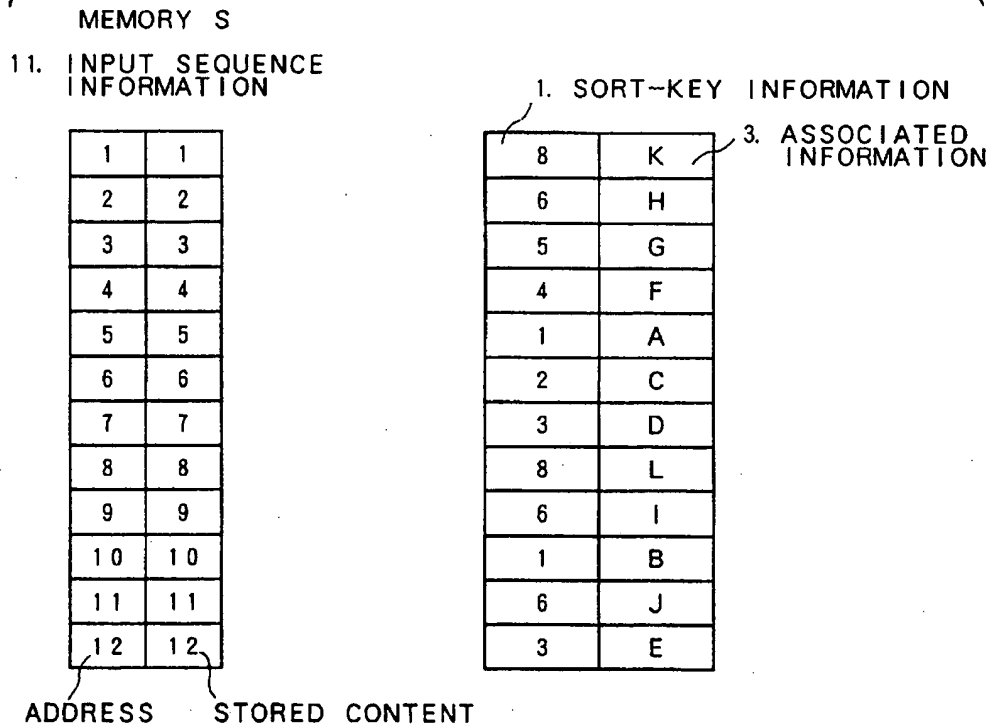 MEMORY S
11. INPUT SEQUENCE
INFORMATION
1. SORT-KEY INFORMATION
3. ASSOCIATED
INFORMATION
1 1
2 2
3 3
4 4
5 5
6 6
7 7
8 8
9 9
10 10
11 11
12 12
8 K
6 H
5 G
4 F
1 A
2 C
3 D
8 L
6 I
1 B
6 J
3 E
ADDRESS STORED CONTENT